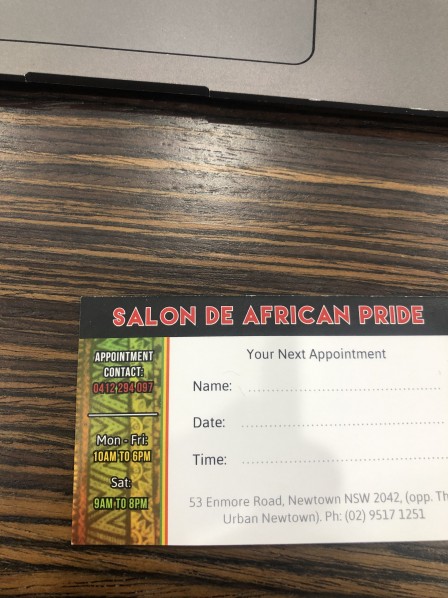 SALON DE AFRICAN PRIDE
APPOINTMENT
CONTACT:
0412 294 097
Mon - Fri:
10AM TO 6PM
Sat:
9AM TO 8PM
Your Next Appointment
Name:
Date:
Time:
53 Enmore Road, Newtown NSW 2042, (opp. Th
Urban Newtown). Ph: (02) 9517 1251